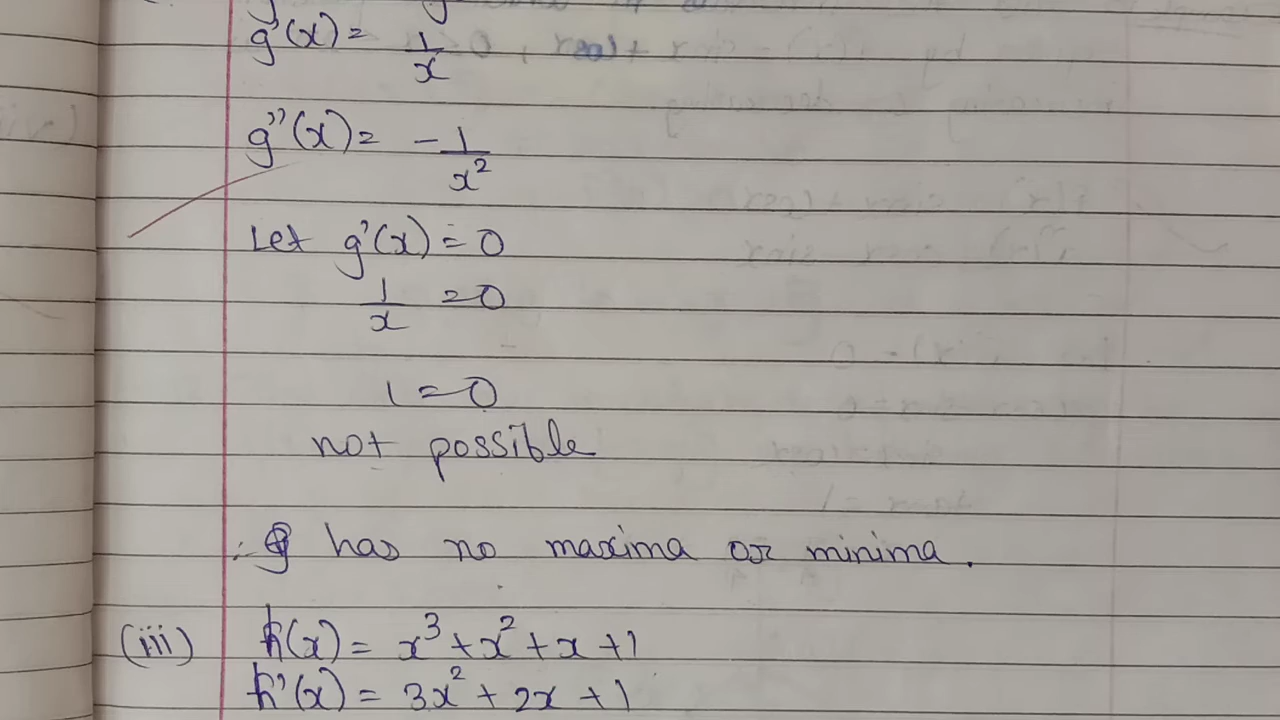 g'(x) = 1/x
g''(x) = -1/x²
Let g'(x) = 0
1/x = 0
1 = 0
not possible
∴ g has no maxima or minima.
(iii) h(x) = x³ + x² + x + 1
h'(x) = 3x² + 2x + 1